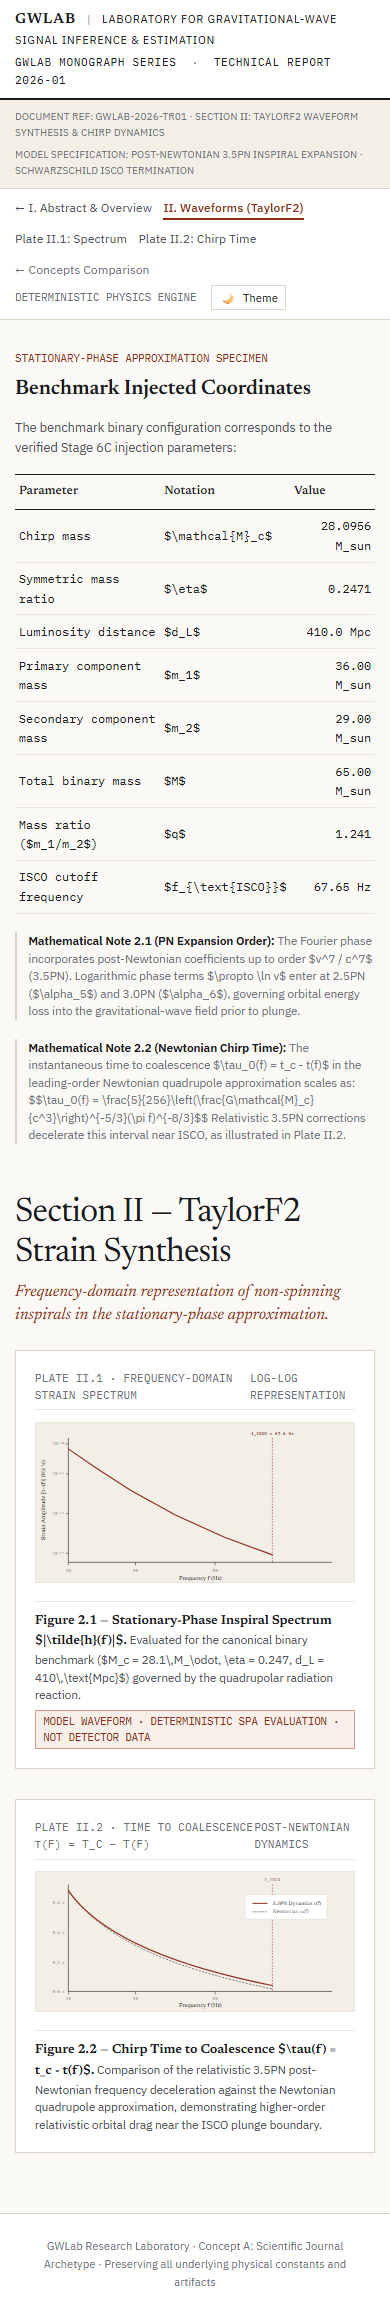 GWLAB | LABORATORY FOR GRAVITATIONAL-WAVE
SIGNAL INFERENCE & ESTIMATION
GWLAB MONOGRAPH SERIES · TECHNICAL REPORT
2026-01
DOCUMENT REF: GWLAB-2026-TR01 · SECTION II: TAYLORF2 WAVEFORM
SYNTHESIS & CHIRP DYNAMICS
MODEL SPECIFICATION: POST-NEWTONIAN 3.5PN INSPIRAL EXPANSION ·
SCHWARZSCHILD ISCO TERMINATION
← I. Abstract & Overview II. Waveforms (TaylorF2)
Plate II.1: Spectrum Plate II.2: Chirp Time
← Concepts Comparison
DETERMINISTIC PHYSICS ENGINE 🌙 Theme
STATIONARY-PHASE APPROXIMATION SPECIMEN
Benchmark Injected Coordinates
The benchmark binary configuration corresponds to the
verified Stage 6C injection parameters:
Parameter Notation Value
Chirp mass $\mathcal{M}_c$ 28.0956
M_sun
Symmetric mass
ratio $\eta$ 0.2471
Luminosity distance $d_L$ 410.0 Mpc
Primary component
mass $m_1$ 36.00
M_sun
Secondary component
mass $m_2$ 29.00
M_sun
Total binary mass $M$ 65.00
M_sun
Mass ratio
($m_1/m_2$) $q$ 1.241
ISCO cutoff
frequency $f_{\text{ISCO}}$ 67.65 Hz
Mathematical Note 2.1 (PN Expansion Order): The Fourier phase
incorporates post-Newtonian coefficients up to order $v^7 / c^7$
(3.5PN). Logarithmic phase terms $\propto \ln v$ enter at 2.5PN
($\alpha_5$) and 3.0PN ($\alpha_6$), governing orbital energy
loss into the gravitational-wave field prior to plunge.
Mathematical Note 2.2 (Newtonian Chirp Time): The
instantaneous time to coalescence $\tau_0(f) = t_c - t(f)$ in the
leading-order Newtonian quadrupole approximation scales as:
$$\tau_0(f) = \frac{5}{256}\left(\frac{G\mathcal{M}_c}
{c^3}\right)^{-5/3}(\pi f)^{-8/3}$$ Relativistic 3.5PN corrections
decelerate this interval near ISCO, as illustrated in Plate II.2.
Section II — TaylorF2
Strain Synthesis
Frequency-domain representation of non-spinning
inspirals in the stationary-phase approximation.
PLATE II.1 · FREQUENCY-DOMAIN
STRAIN SPECTRUM
LOG-LOG
REPRESENTATION
f_ISCO = 67.6 Hz
Frequency f (Hz)
Figure 2.1 — Stationary-Phase Inspiral Spectrum
$|\tilde{h}(f)|$. Evaluated for the canonical binary
benchmark ($M_c = 28.1\,M_\odot, \eta = 0.247, d_L =
410\,\text{Mpc}$) governed by the quadrupolar radiation
reaction.
MODEL WAVEFORM · DETERMINISTIC SPA EVALUATION ·
NOT DETECTOR DATA
PLATE II.2 · TIME TO COALESCENCE
Τ(F) = T_C − T(F)
POST-NEWTONIAN
DYNAMICS
f_ISCO
3.5PN Dynamics τ(f)
Newtonian τ₀(f)
Frequency f (Hz)
Figure 2.2 — Chirp Time to Coalescence $\tau(f) =
t_c - t(f)$. Comparison of the relativistic 3.5PN post-
Newtonian frequency deceleration against the Newtonian
quadrupole approximation, demonstrating higher-order
relativistic orbital drag near the ISCO plunge boundary.
GWLab Research Laboratory · Concept A: Scientific Journal
Archetype · Preserving all underlying physical constants and
artifacts